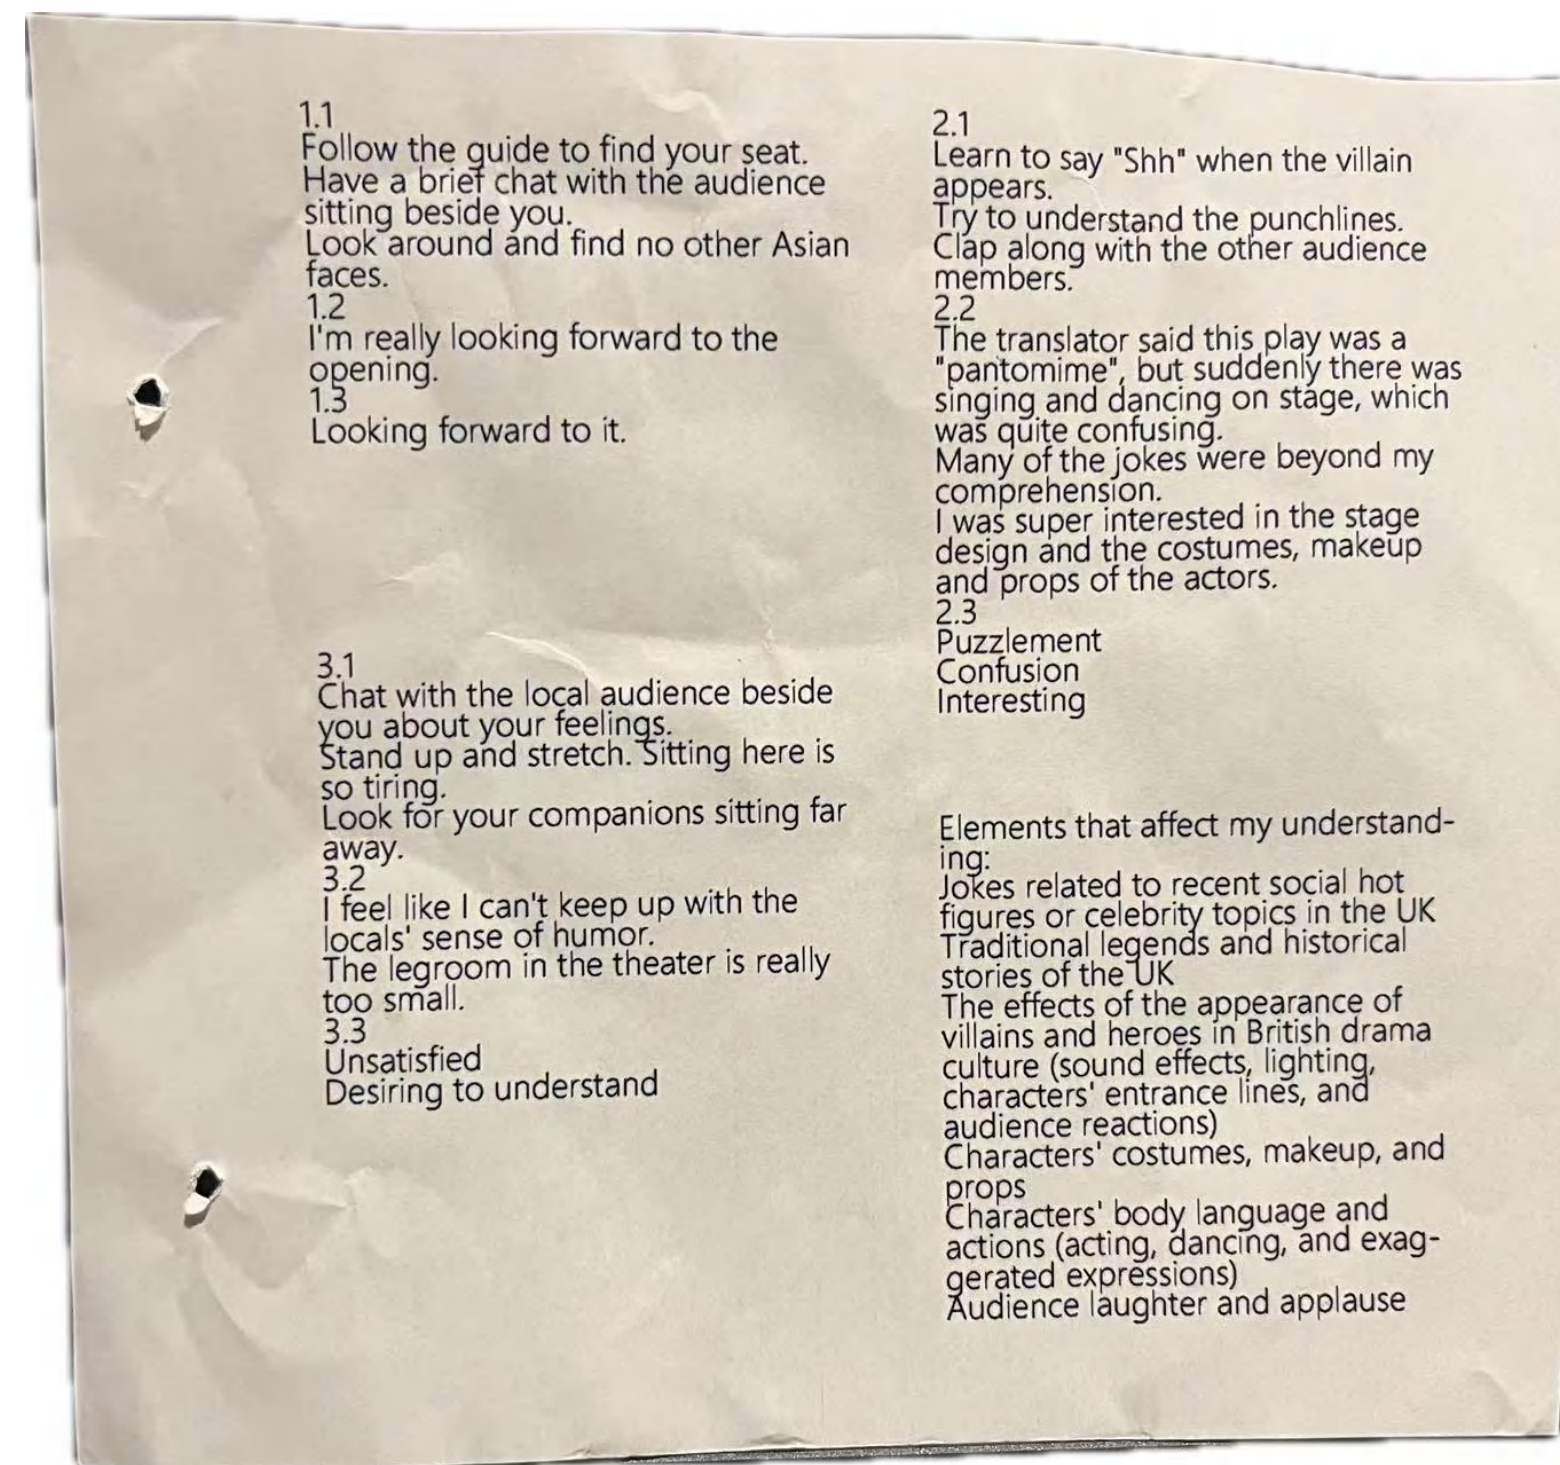 1.1
Follow the guide to find your seat.
Have a brief chat with the audience
sitting beside you.
Look around and find no other Asian
faces.
1.2
I'm really looking forward to the
opening.
1.3
Looking forward to it.
2.1
Learn to say "Shh" when the villain
appears.
Try to understand the punchlines.
Clap along with the other audience
members.
2.2
The translator said this play was a
"pantomime", but suddenly there was
singing and dancing on stage, which
was quite confusing.
Many of the jokes were beyond my
comprehension.
I was super interested in the stage
design and the costumes, makeup
and props of the actors.
2.3
Puzzlement
Confusion
Interesting
3.1
Chat with the local audience beside
you about your feelings.
Stand up and stretch. Sitting here is
so tiring.
Look for your companions sitting far
away.
3.2
I feel like I can't keep up with the
locals' sense of humor.
The legroom in the theater is really
too small.
3.3
Unsatisfied
Desiring to understand
Elements that affect my understand-
ing:
Jokes related to recent social hot
figures or celebrity topics in the UK
Traditional legends and historical
stories of the UK
The effects of the appearance of
villains and heroes in British drama
culture (sound effects, lighting,
characters' entrance lines, and
audience reactions)
Characters' costumes, makeup, and
props
Characters' body language and
actions (acting, dancing, and exag-
gerated expressions)
Audience laughter and applause